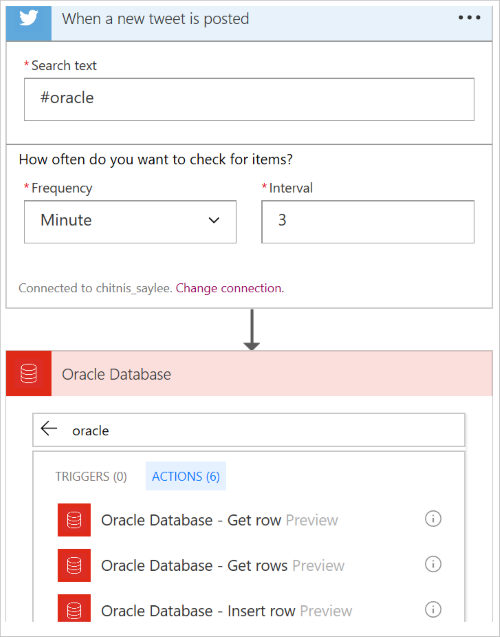 When a new tweet is posted
* Search text
#oracle
How often do you want to check for items?
* Frequency * Interval
Minute 3
Connected to chitnis_saylee. Change connection.
Oracle Database
oracle
TRIGGERS (0) ACTIONS (6)
Oracle Database - Get row Preview
Oracle Database - Get rows Preview
Oracle Database - Insert row Preview